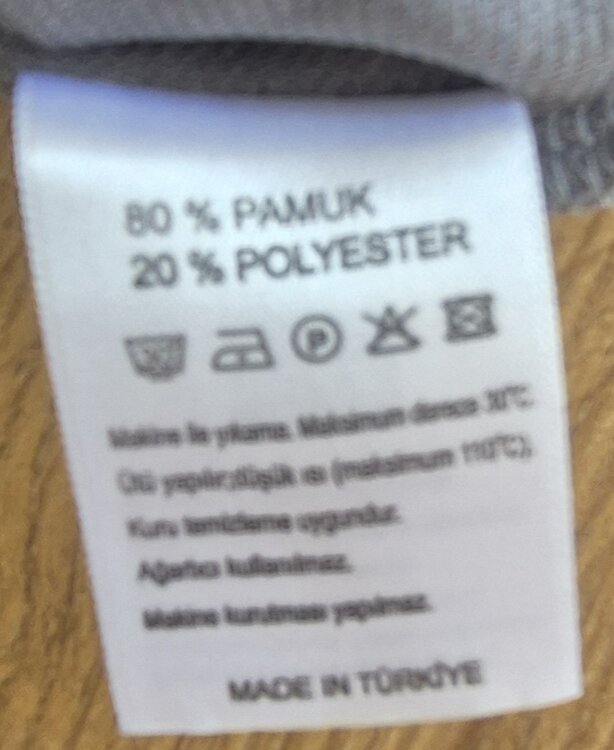 80 % PAMUK
20 % POLYESTER
30
P
Makine ile yıkama. Maksimum derece 30°C.
Ütü yapılır;düşük ısı (maksimum 110°C).
Kuru temizleme uygundur.
Ağartıcı kullanılmaz.
Makine kurutması yapılmaz.
MADE IN TÜRKİYE